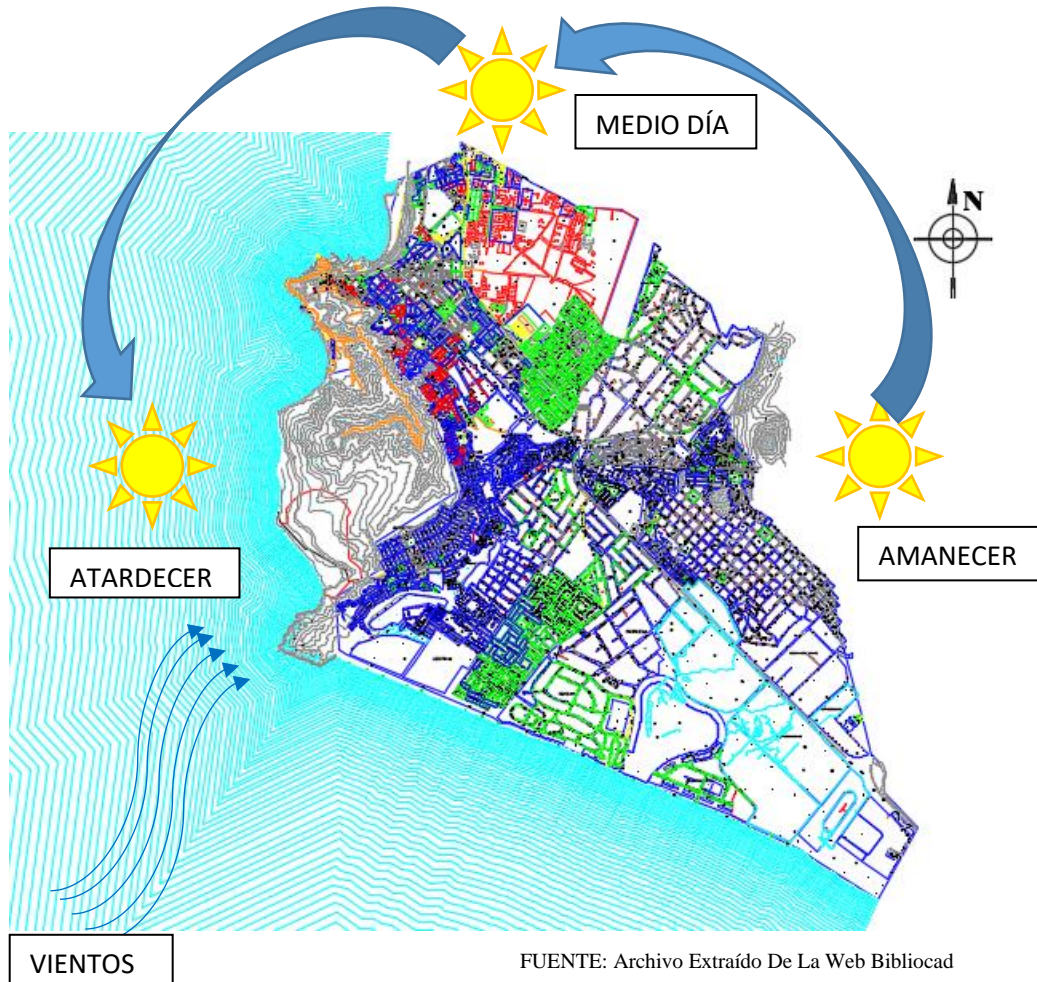 MEDIO DÍA
N
ATARDECER
AMANECER
VIENTOS
FUENTE: Archivo Extraído De La Web Bibliocad